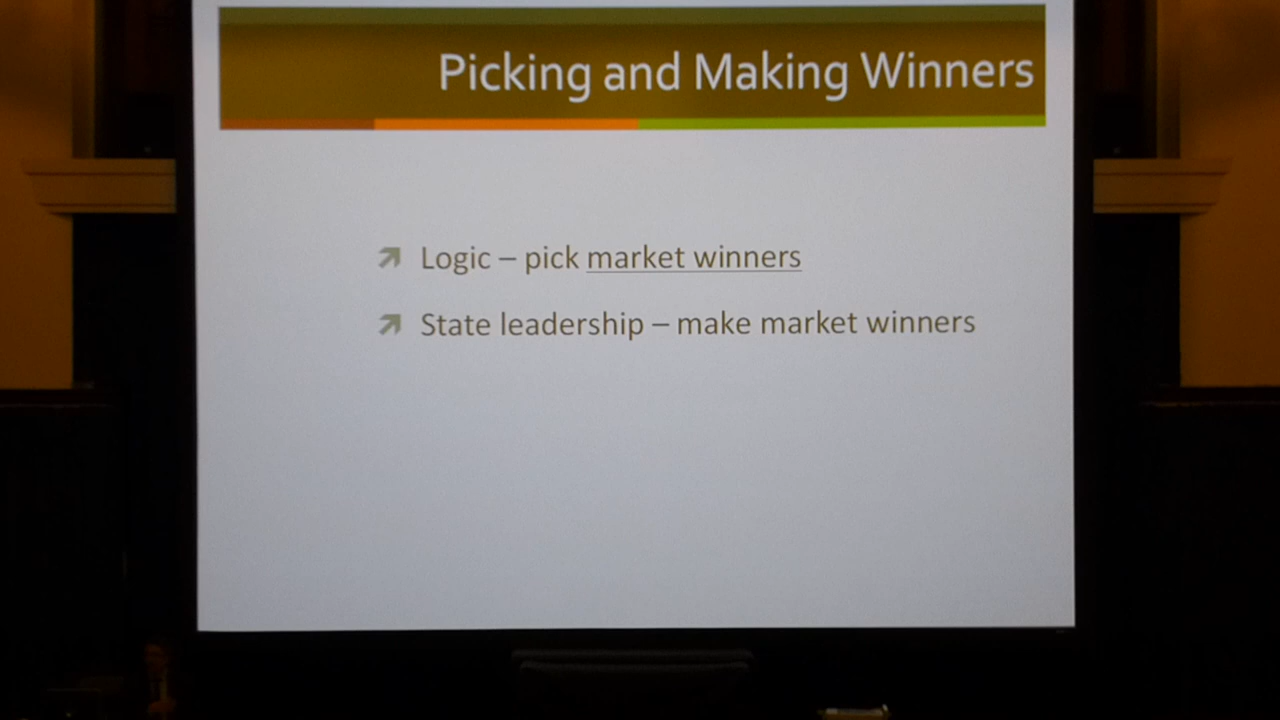 Picking and Making Winners
Logic – pick market winners
State leadership – make market winners